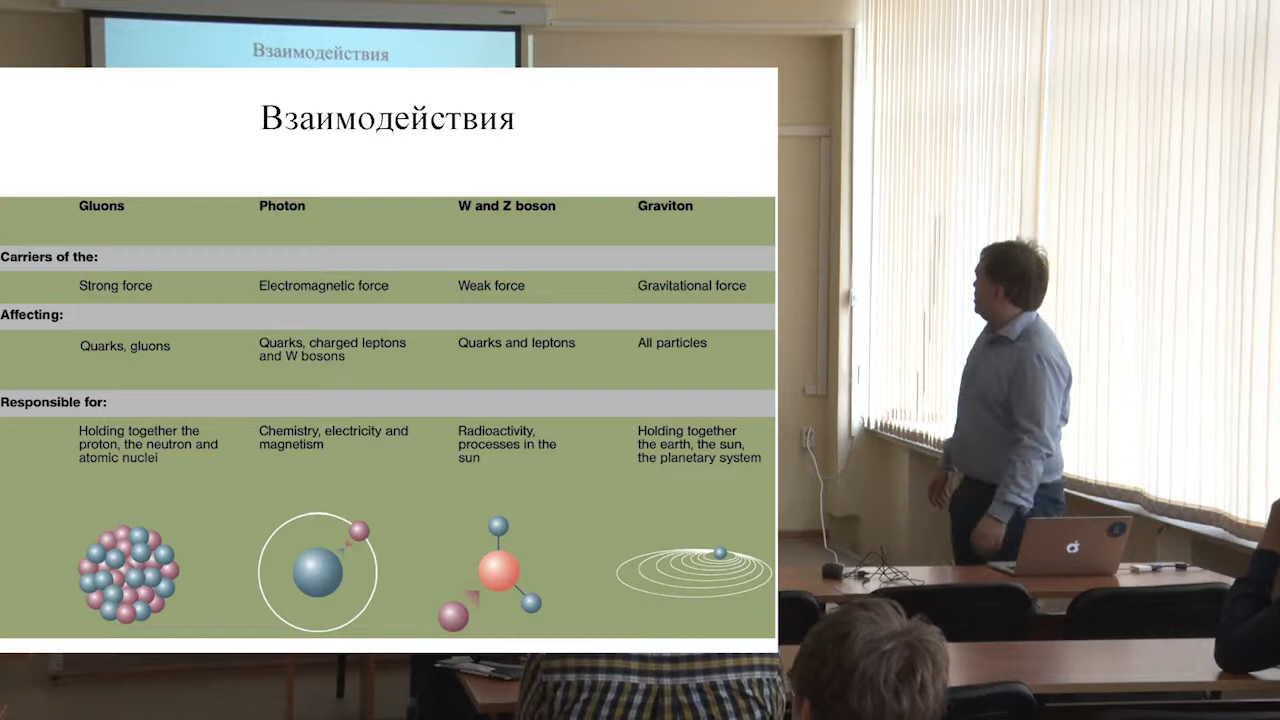 Взаимодействия
Взаимодействия
Gluons Photon W and Z boson Graviton
Carriers of the:
Strong force Electromagnetic force Weak force Gravitational force
Affecting:
Quarks, gluons Quarks, charged leptons and W bosons Quarks and leptons All particles
Responsible for:
Holding together the
proton, the neutron and
atomic nuclei
Chemistry, electricity and
magnetism
Radioactivity,
processes in the
sun
Holding together
the earth, the sun,
the planetary system